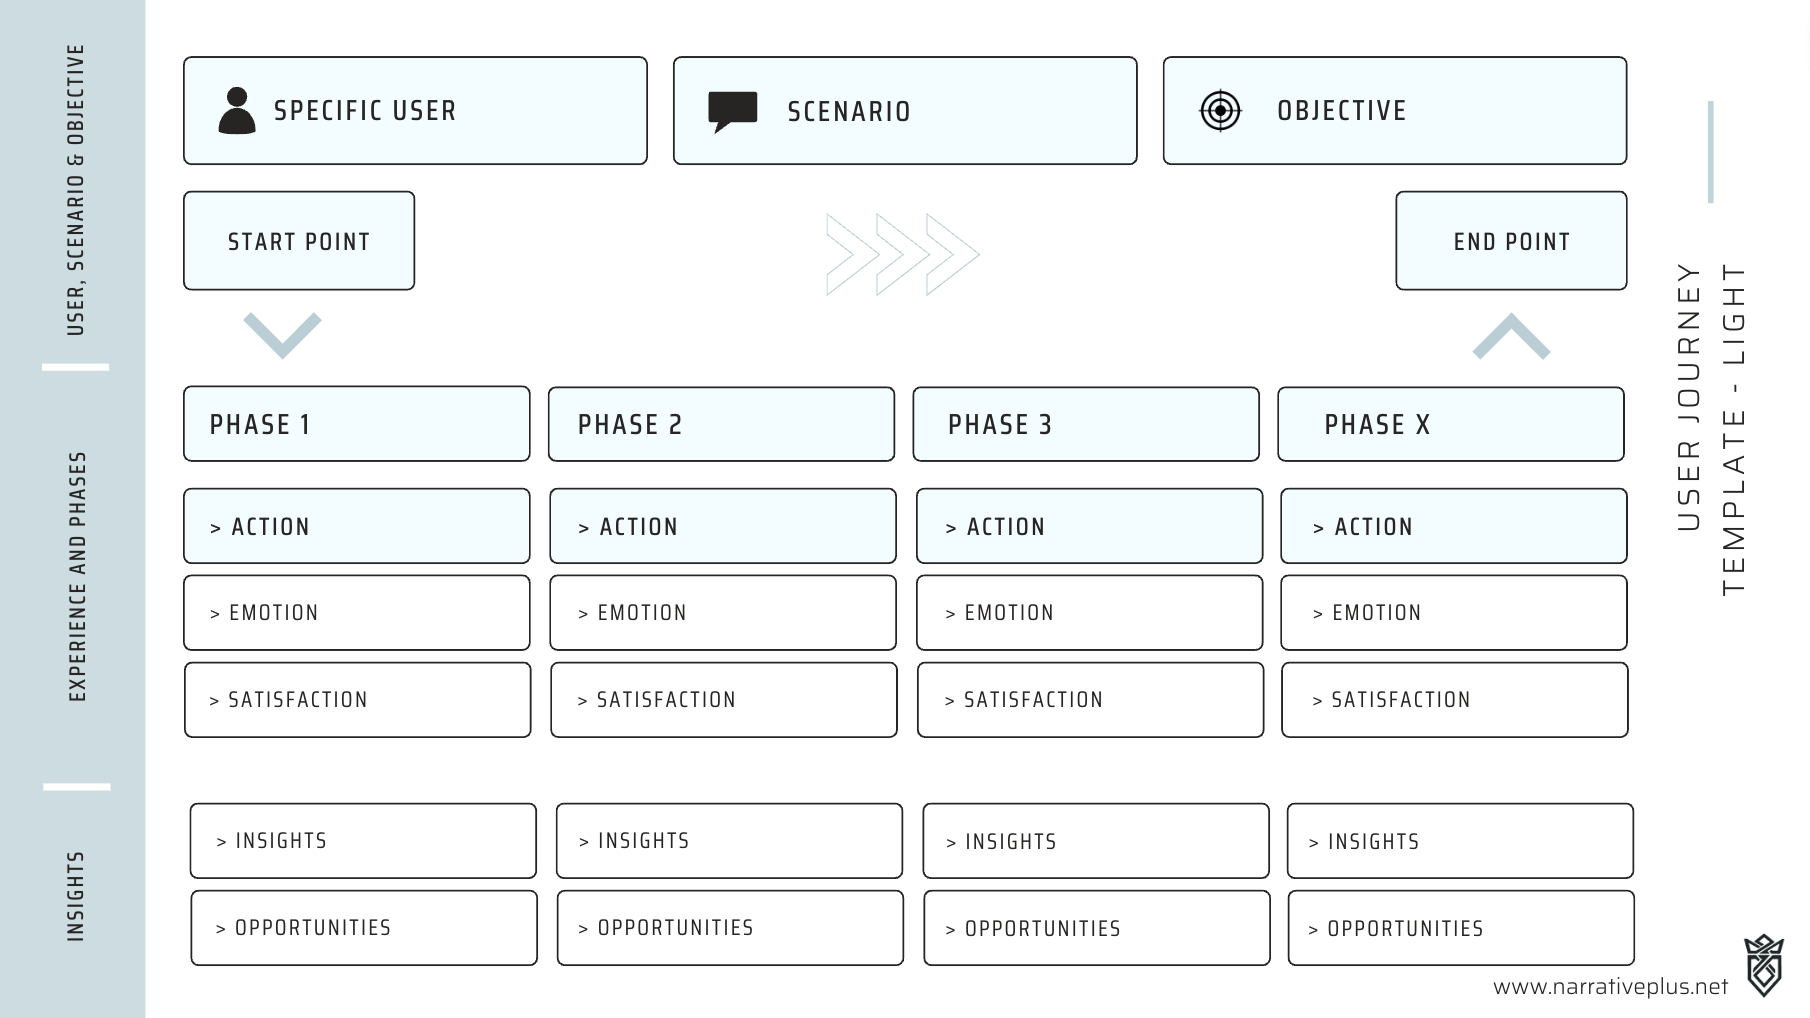 USER, SCENARIO & OBJECTIVE
SPECIFIC USER
SCENARIO
OBJECTIVE
START POINT
END POINT
EXPERIENCE AND PHASES
PHASE 1
PHASE 2
PHASE 3
PHASE X
> ACTION
> ACTION
> ACTION
> ACTION
> EMOTION
> EMOTION
> EMOTION
> EMOTION
> SATISFACTION
> SATISFACTION
> SATISFACTION
> SATISFACTION
INSIGHTS
> INSIGHTS
> INSIGHTS
> INSIGHTS
> INSIGHTS
> OPPORTUNITIES
> OPPORTUNITIES
> OPPORTUNITIES
> OPPORTUNITIES
USER JOURNEY
TEMPLATE - LIGHT
www.narrativeplus.net